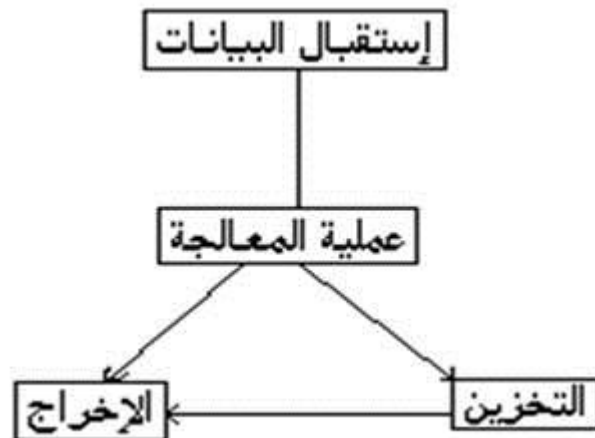 إستقبال البيانات
عملية المعالجة
التخزين
الإخراج